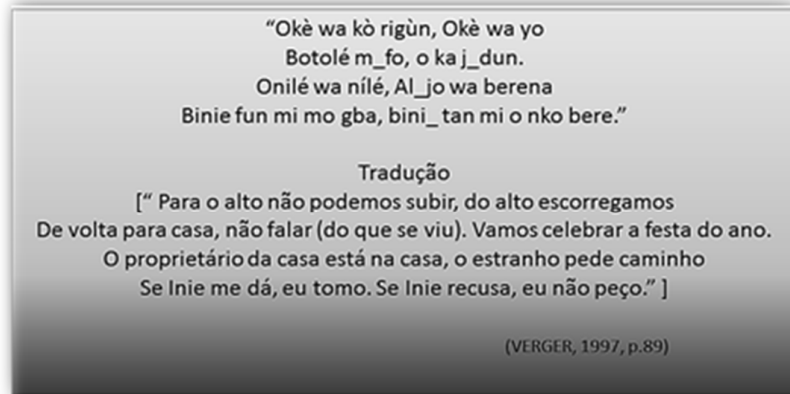 “Okè wa kò rigùn, Okè wa yo
Botolé m_fo, o ka j_dun.
Onilé wa nílé, Al_jo wa berena
Binie fun mi mo gba, bini_ tan mi o nko bere.”
Tradução
[“ Para o alto não podemos subir, do alto escorregamos
De volta para casa, não falar (do que se viu). Vamos celebrar a festa do ano.
O proprietário da casa está na casa, o estranho pede caminho
Se Inie me dá, eu tomo. Se Inie recusa, eu não peço.” ]
(VERGER, 1997, p.89)